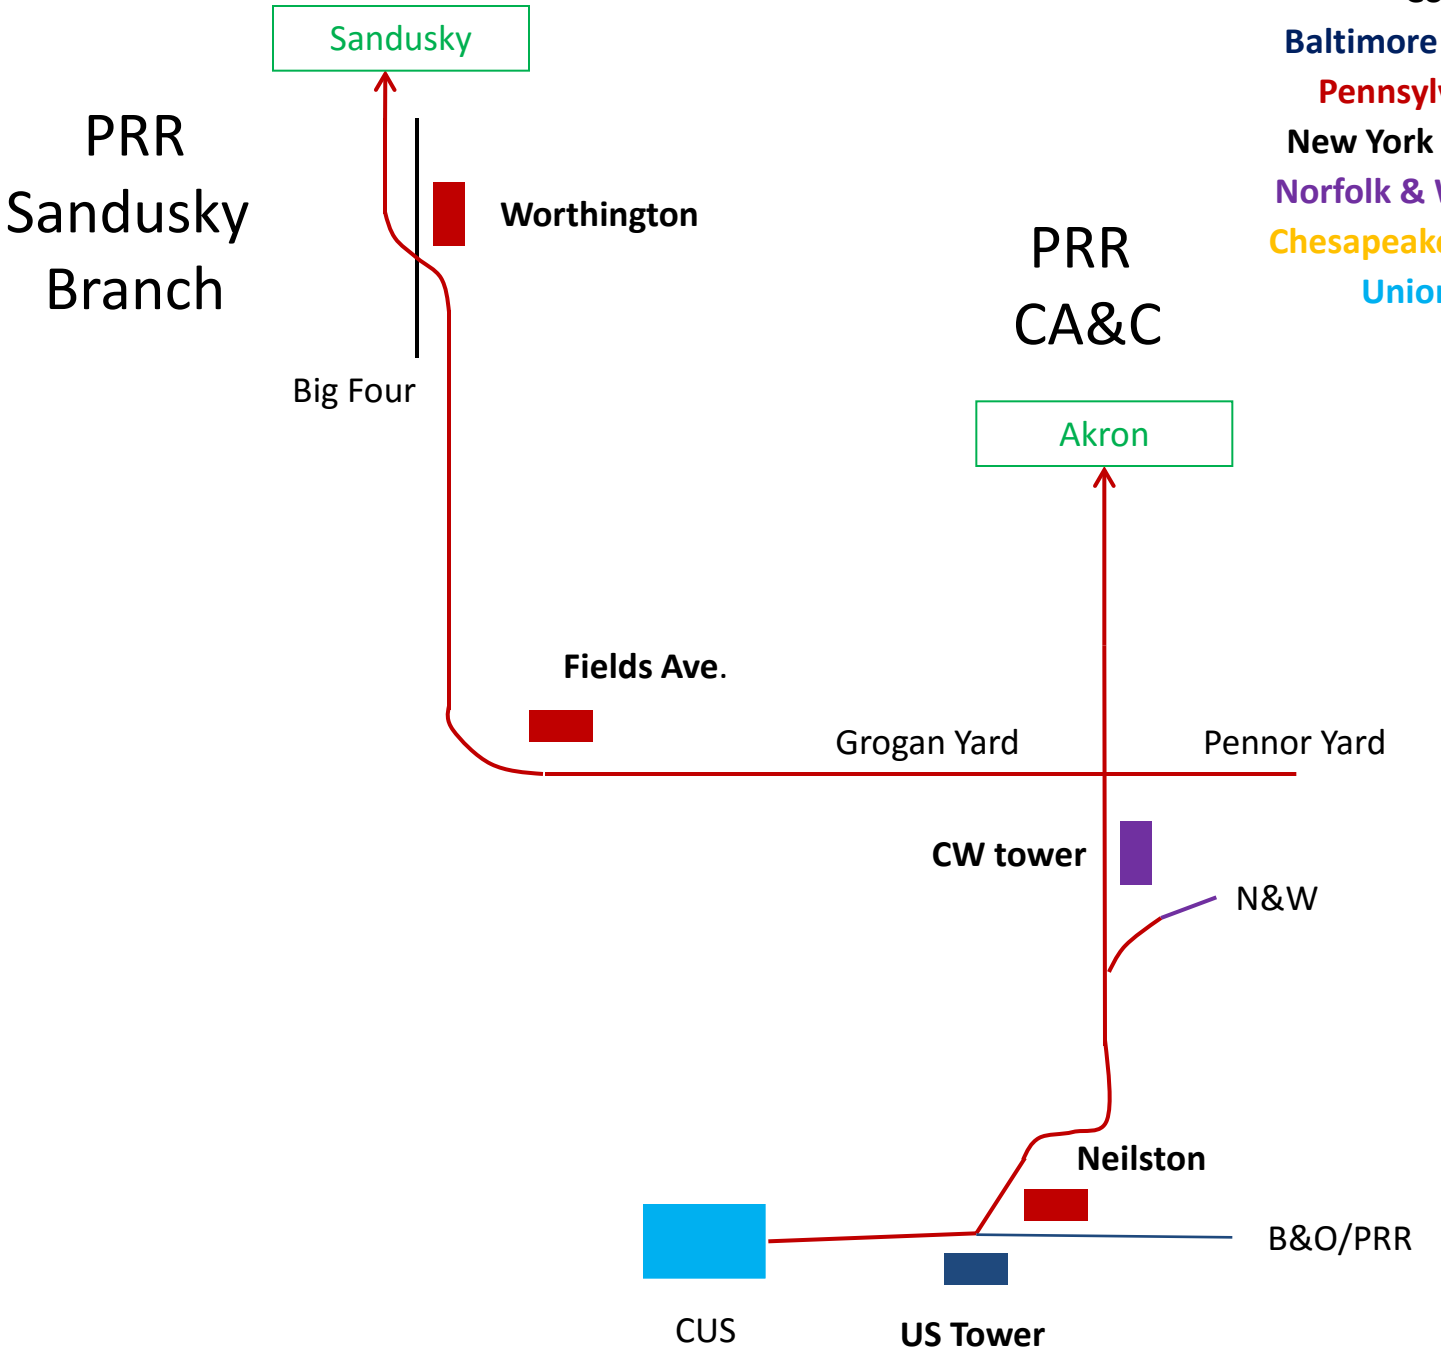 Sandusky
PRR
Sandusky
Branch
Worthington
Big Four
Baltimore
New York
Norfolk &
PRR
CA&C
Akron
Fields Ave.
Grogan Yard
Pennor Yard
CW tower
N&W
Neilston
B&O/PRR
CUS
US Tower